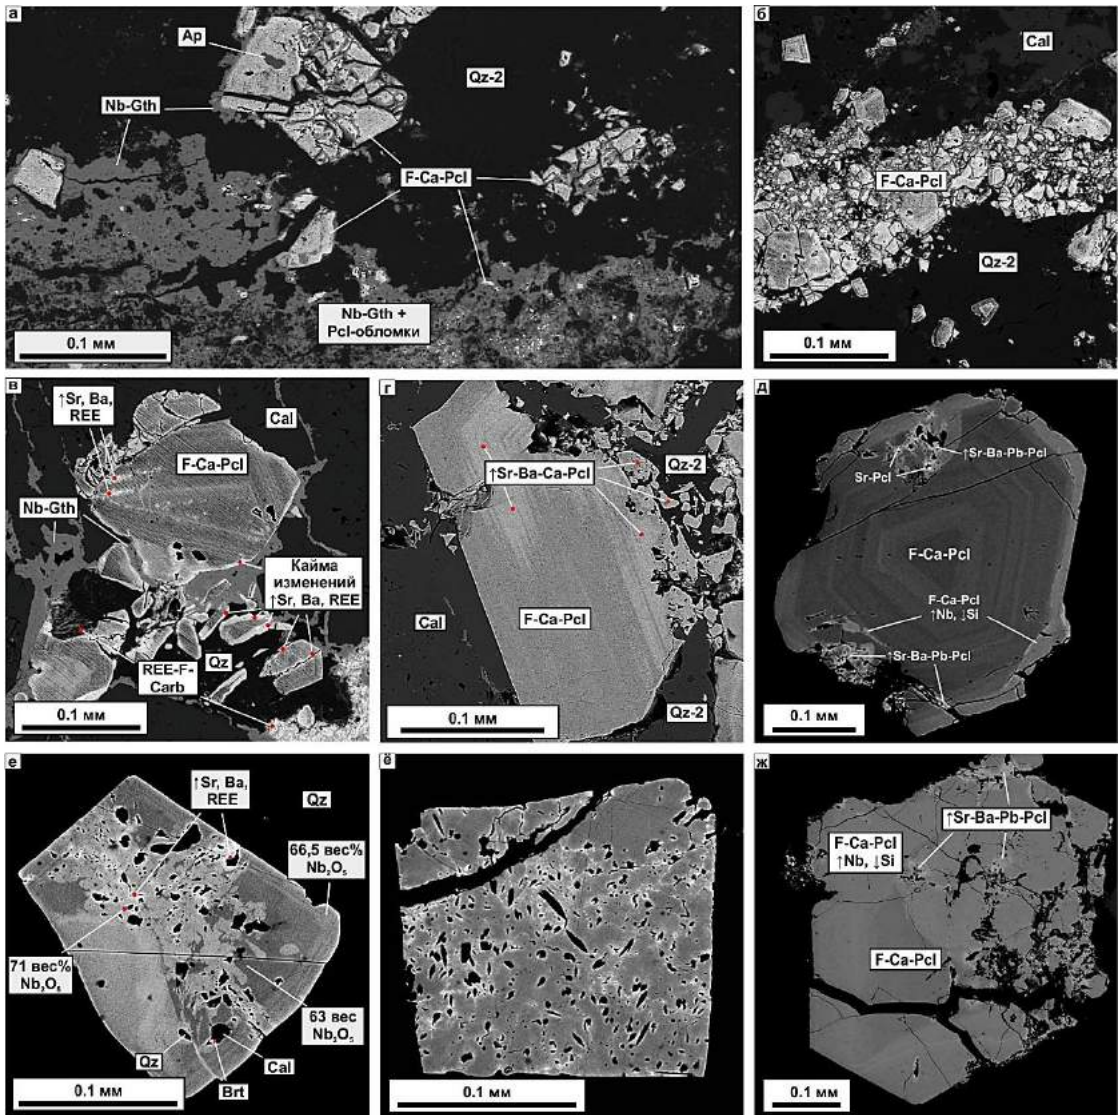 а
Ap
Qz-2
Nb-Gth
F-Ca-Pcl
Nb-Gth +
Pcl-обломки
0.1 мм
б
Cal
F-Ca-Pcl
Qz-2
0.1 мм
в
↑Sr, Ba,
REE
Cal
F-Ca-Pcl
Nb-Gth
Кайма
изменений
↑Sr, Ba, REE
Qz
REE-F-
Carb
0.1 мм
г
↑Sr-Ba-Ca-Pcl
Qz-2
F-Ca-Pcl
Cal
Qz-2
0.1 мм
д
Sr-Pcl
↑Sr-Ba-Pb-Pcl
F-Ca-Pcl
F-Ca-Pcl
↑Nb, ↓Si
↑Sr-Ba-Pb-Pcl
0.1 мм
е
↑Sr, Ba,
REE
Qz
66,5 вес%
Nb₂O₅
71 вес%
Nb₂O₅
63 вес
Nb₂O₅
Qz
Cal
Brt
0.1 мм
ё
0.1 мм
ж
↑Sr-Ba-Pb-Pcl
F-Ca-Pcl
↑Nb, ↓Si
F-Ca-Pcl
0.1 мм